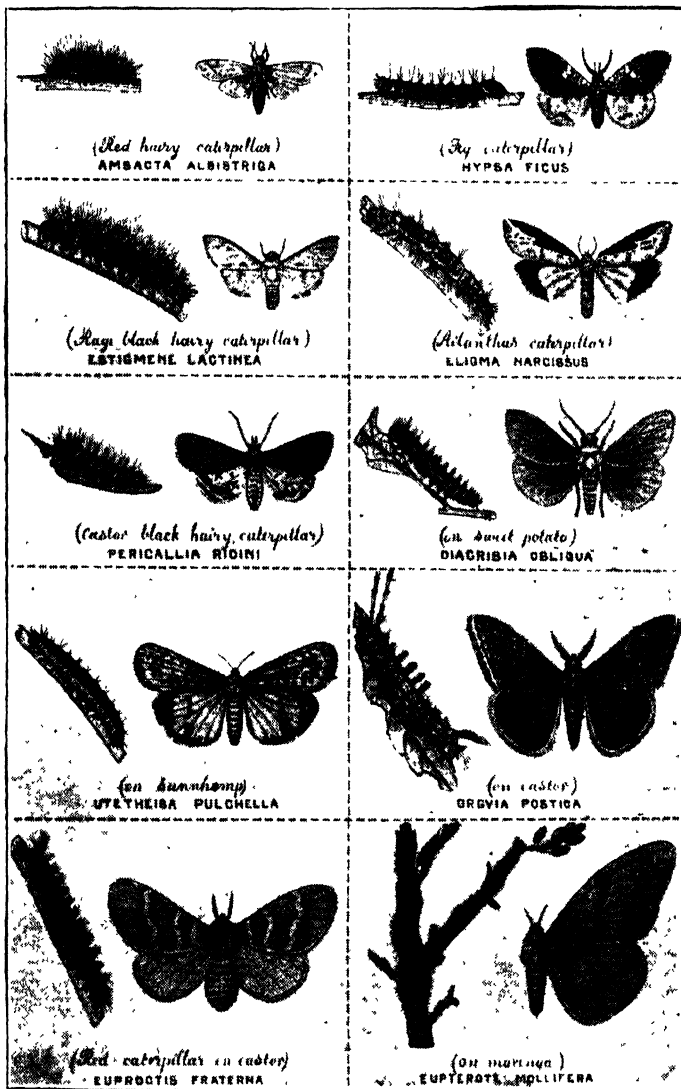 (Red hairy caterpillar)
AMSACTA ALBISTRIGA
(Fig caterpillar)
HYPSA FICUS
(Ragi black hairy caterpillar)
ESTIGMENE LACTINEA
(Ailanthus caterpillar)
ELIGMA NARCISSUS
(Castor black hairy caterpillar)
PERICALLIA RICINI
(on sweet potato)
DIACRISIA OBLIQUA
(on Sunnhemp)
UTETHEISA PULCHELLA
(on castor)
ORGYIA POSTICA
(Red caterpillar on castor)
EUPROCTIS FRATERNA
(on moringa)
EUPTEROTE MOLLIFERA